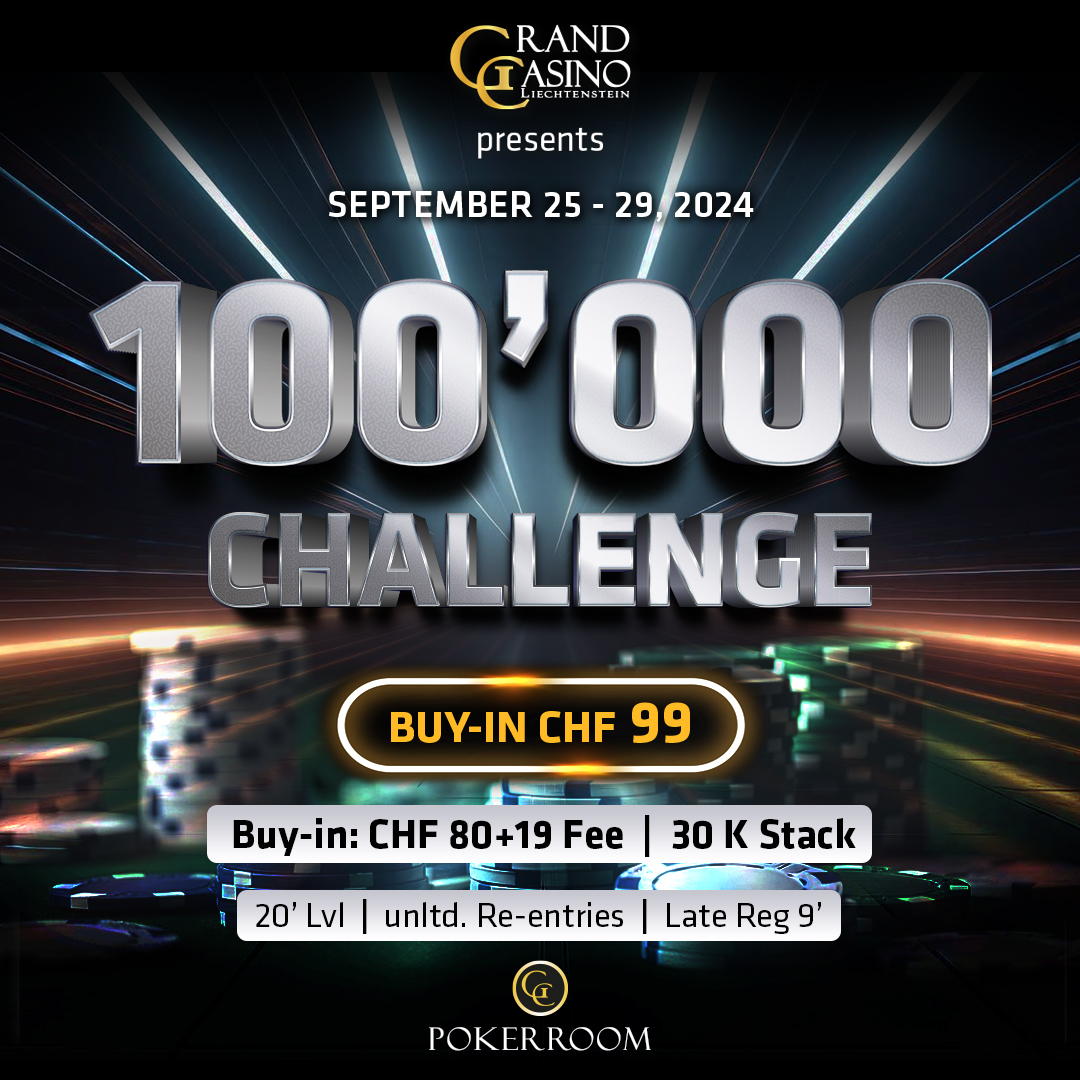 GRAND
CASINO
LIECHTENSTEIN
presents
SEPTEMBER 25 - 29, 2024
100’000
CHALLENGE
BUY-IN CHF 99
Buy-in: CHF 80+19 Fee | 30 K Stack
20’ Lvl | unltd. Re-entries | Late Reg 9’
GC
POKERROOM